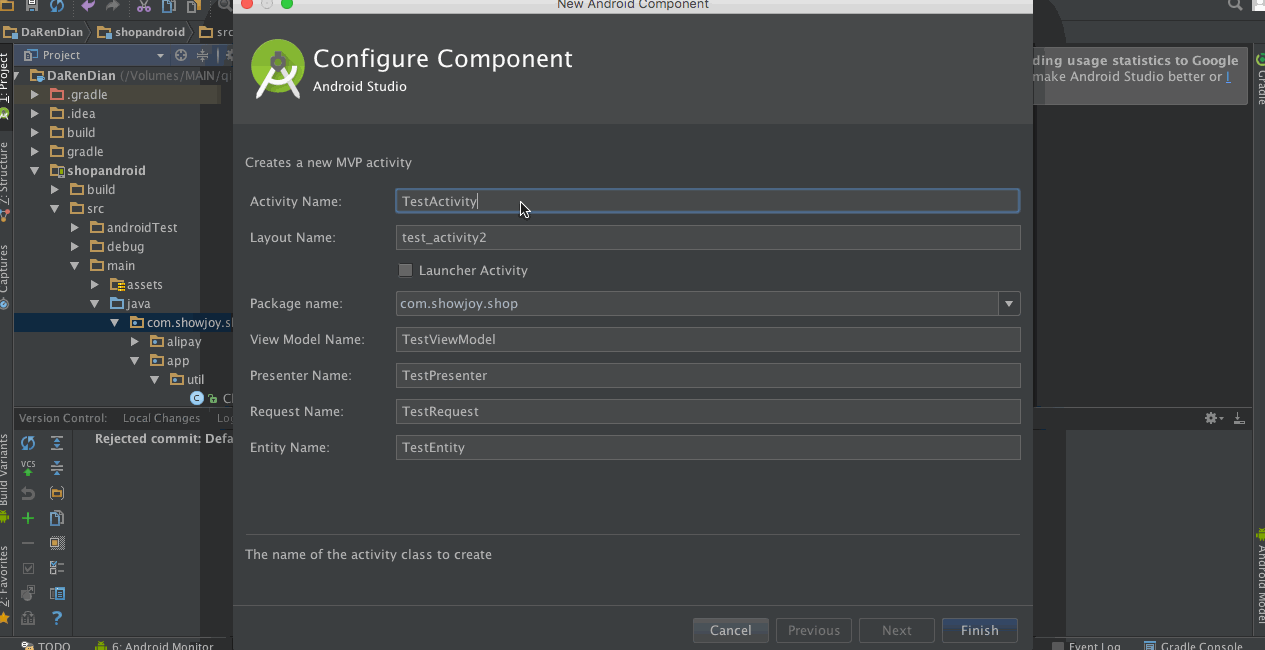 New Android Component
DaRenDian
shopandroid
src
Project
DaRenDian (/Volumes/MAIN/
.gradle
.idea
build
gradle
shopandroid
build
src
androidTest
debug
main
assets
java
com.showjoy.s
alipay
app
util
C
Version Control:
Local Changes
Rejected commit: Defa
1: Project
Z: Structure
Captures
Build Variants
2: Favorites
TODO
6: Android Monitor
Configure Component
Android Studio
Creates a new MVP activity
Activity Name:
TestActivity
Layout Name:
test_activity2
Launcher Activity
Package name:
com.showjoy.shop
View Model Name:
TestViewModel
Presenter Name:
TestPresenter
Request Name:
TestRequest
Entity Name:
TestEntity
The name of the activity class to create
Cancel
Previous
Next
Finish
ding usage statistics to Google
make Android Studio better or I
Gradle
Android Model
Event Log
Gradle Console
VCS